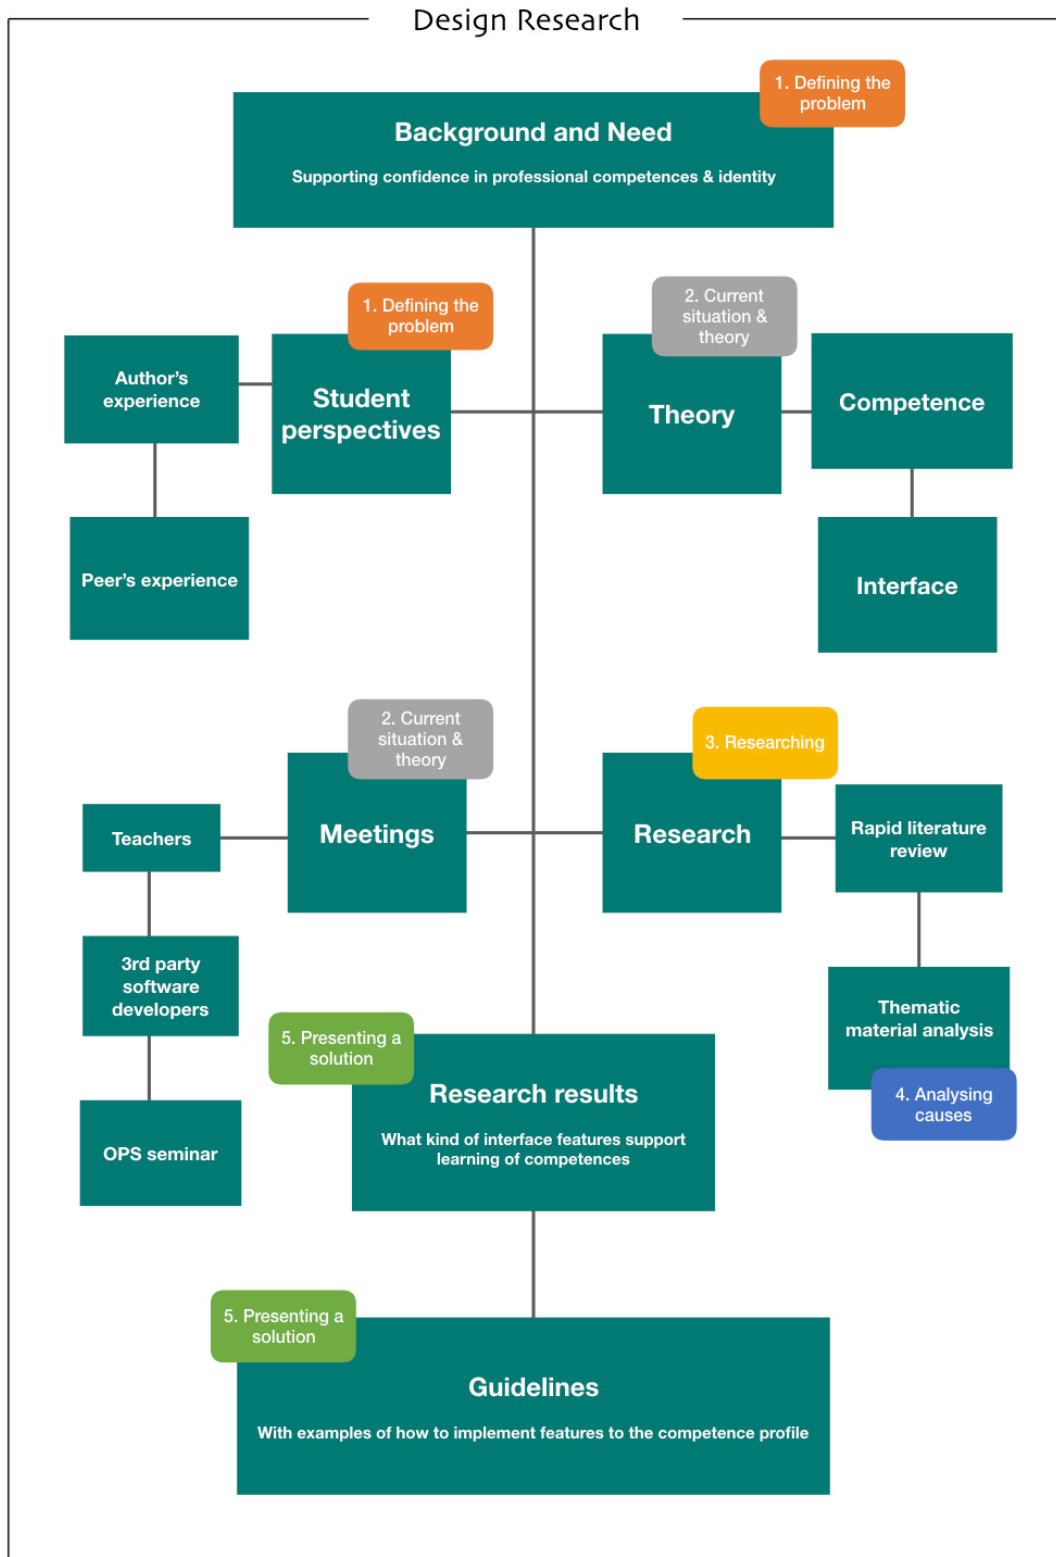 Design Research
1. Defining the
problem
Background and Need
Supporting confidence in professional competences & identity
1. Defining the
problem
Student
perspectives
Author's
experience
Peer's experience
2. Current
situation &
theory
Theory
Competence
Interface
2. Current
situation &
theory
Meetings
Teachers
3rd party
software
developers
OPS seminar
3. Researching
Research
Rapid literature
review
Thematic
material analysis
4. Analysing
causes
5. Presenting a
solution
Research results
What kind of interface features support
learning of competences
5. Presenting a
solution
Guidelines
With examples of how to implement features to the competence profile